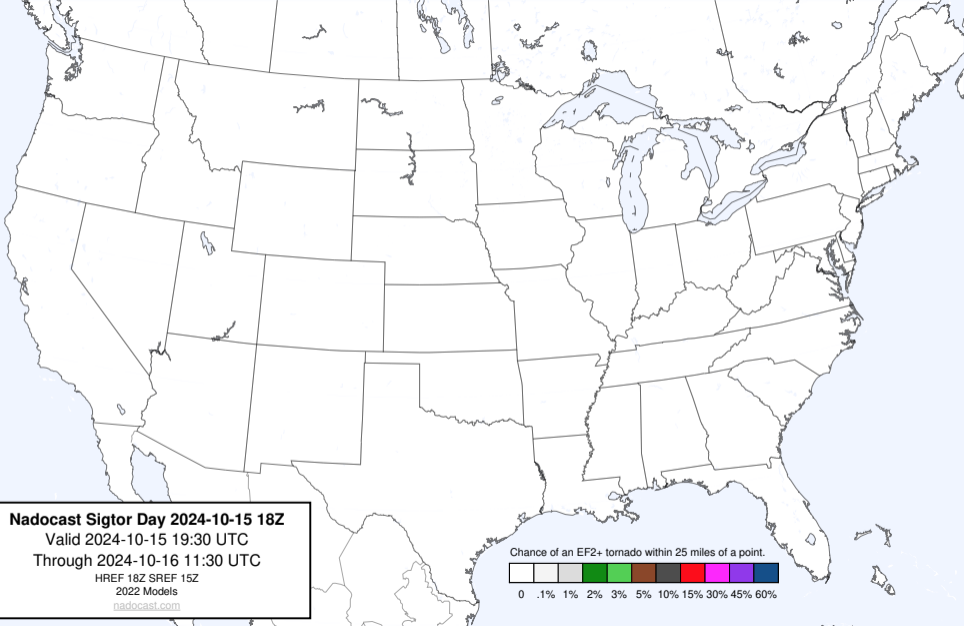 Nadocast Sigtor Day 2024-10-15 18Z
Valid 2024-10-15 19:30 UTC
Through 2024-10-16 11:30 UTC
HREF 18Z SREF 15Z
2022 Models
nadocast.com
Chance of an EF2+ tornado within 25 miles of a point.
0 .1% 1% 2% 3% 5% 10% 15% 30% 45% 60%